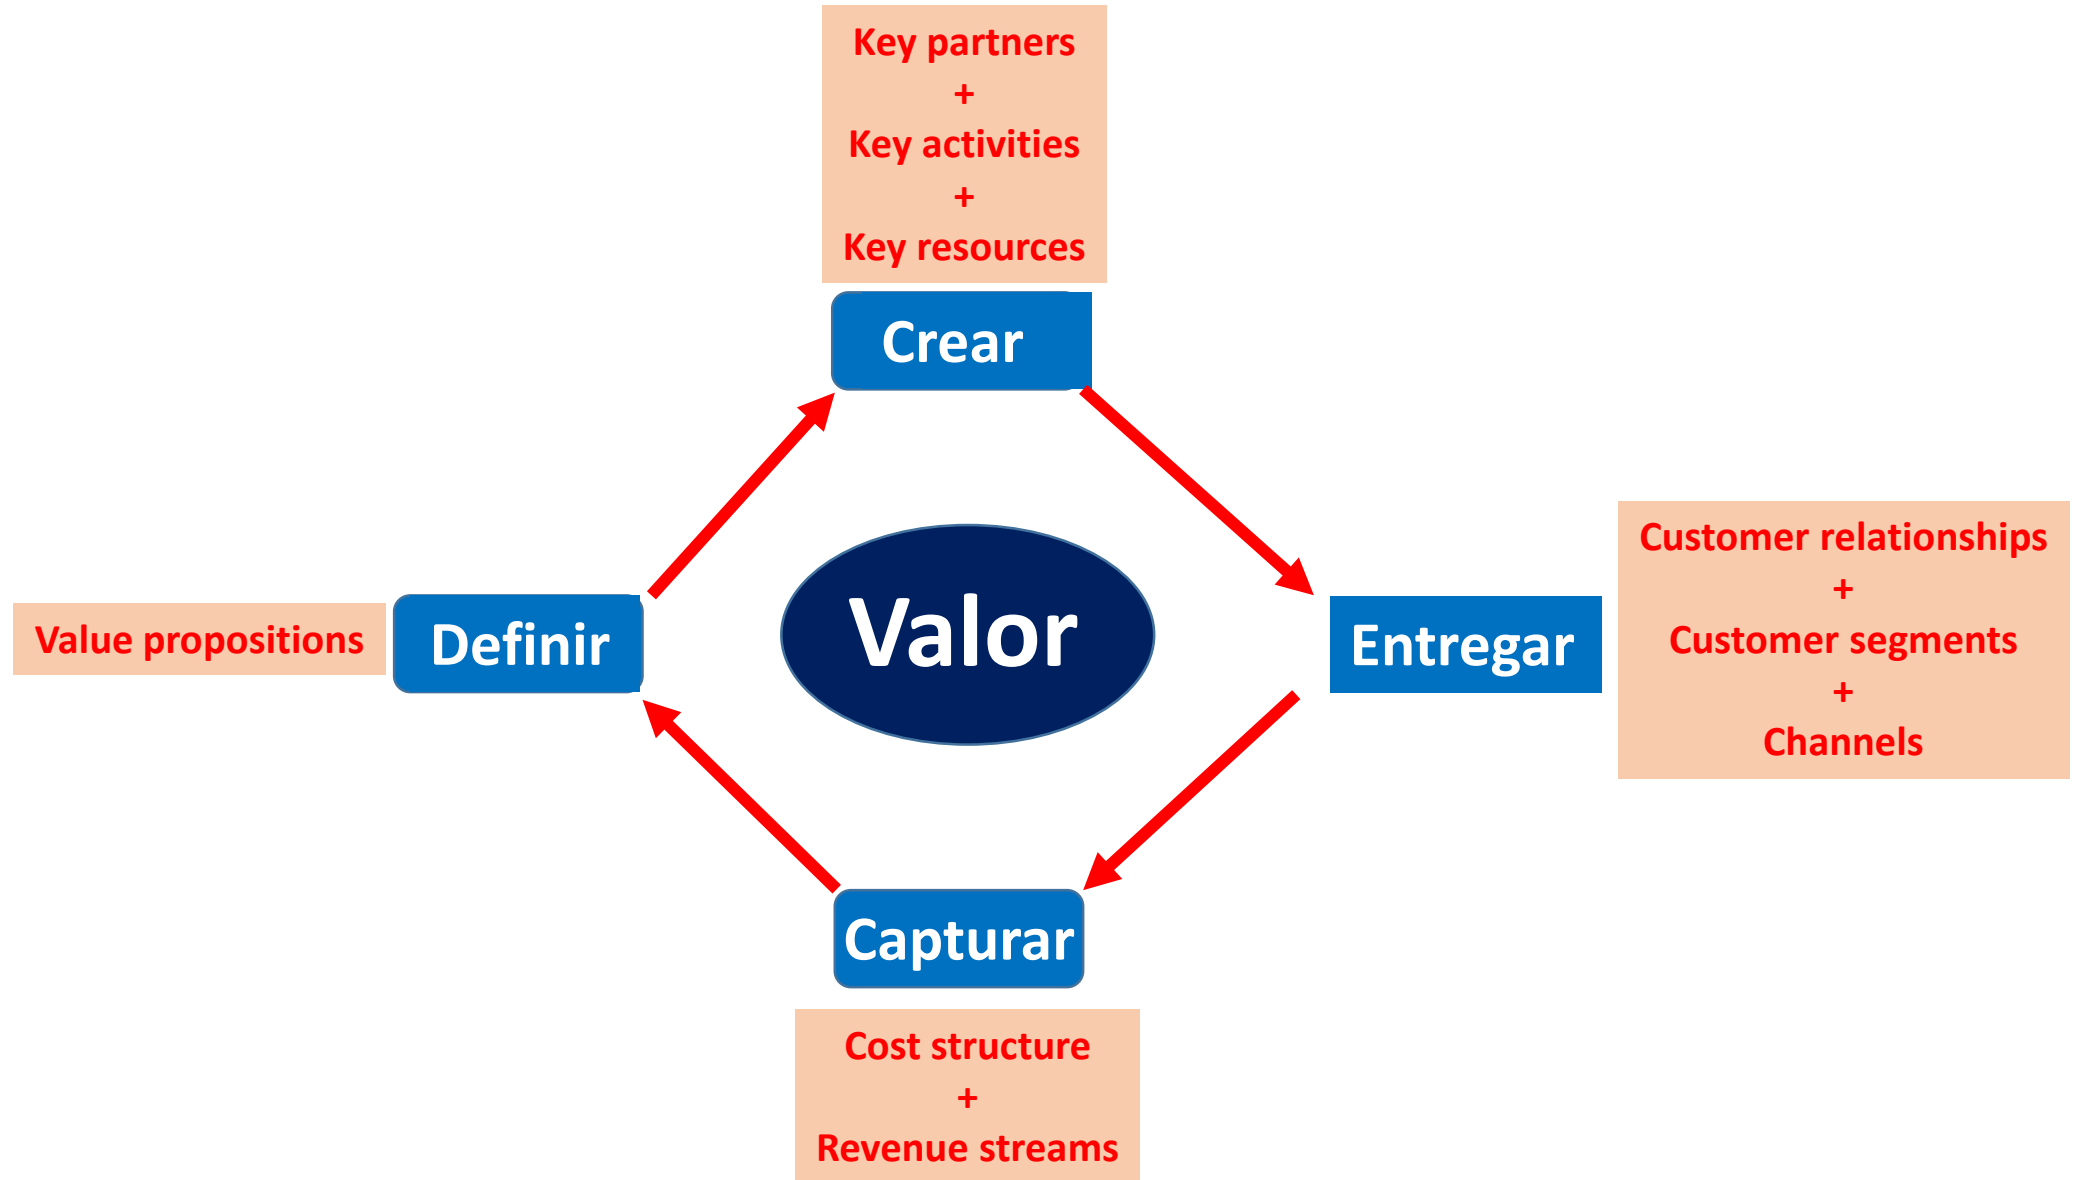 Key partners
+
Key activities
+
Key resources
Crear
Customer relationships
+
Customer segments
+
Channels
Value propositions
Definir
Valor
Entregar
Capturar
Cost structure
+
Revenue streams